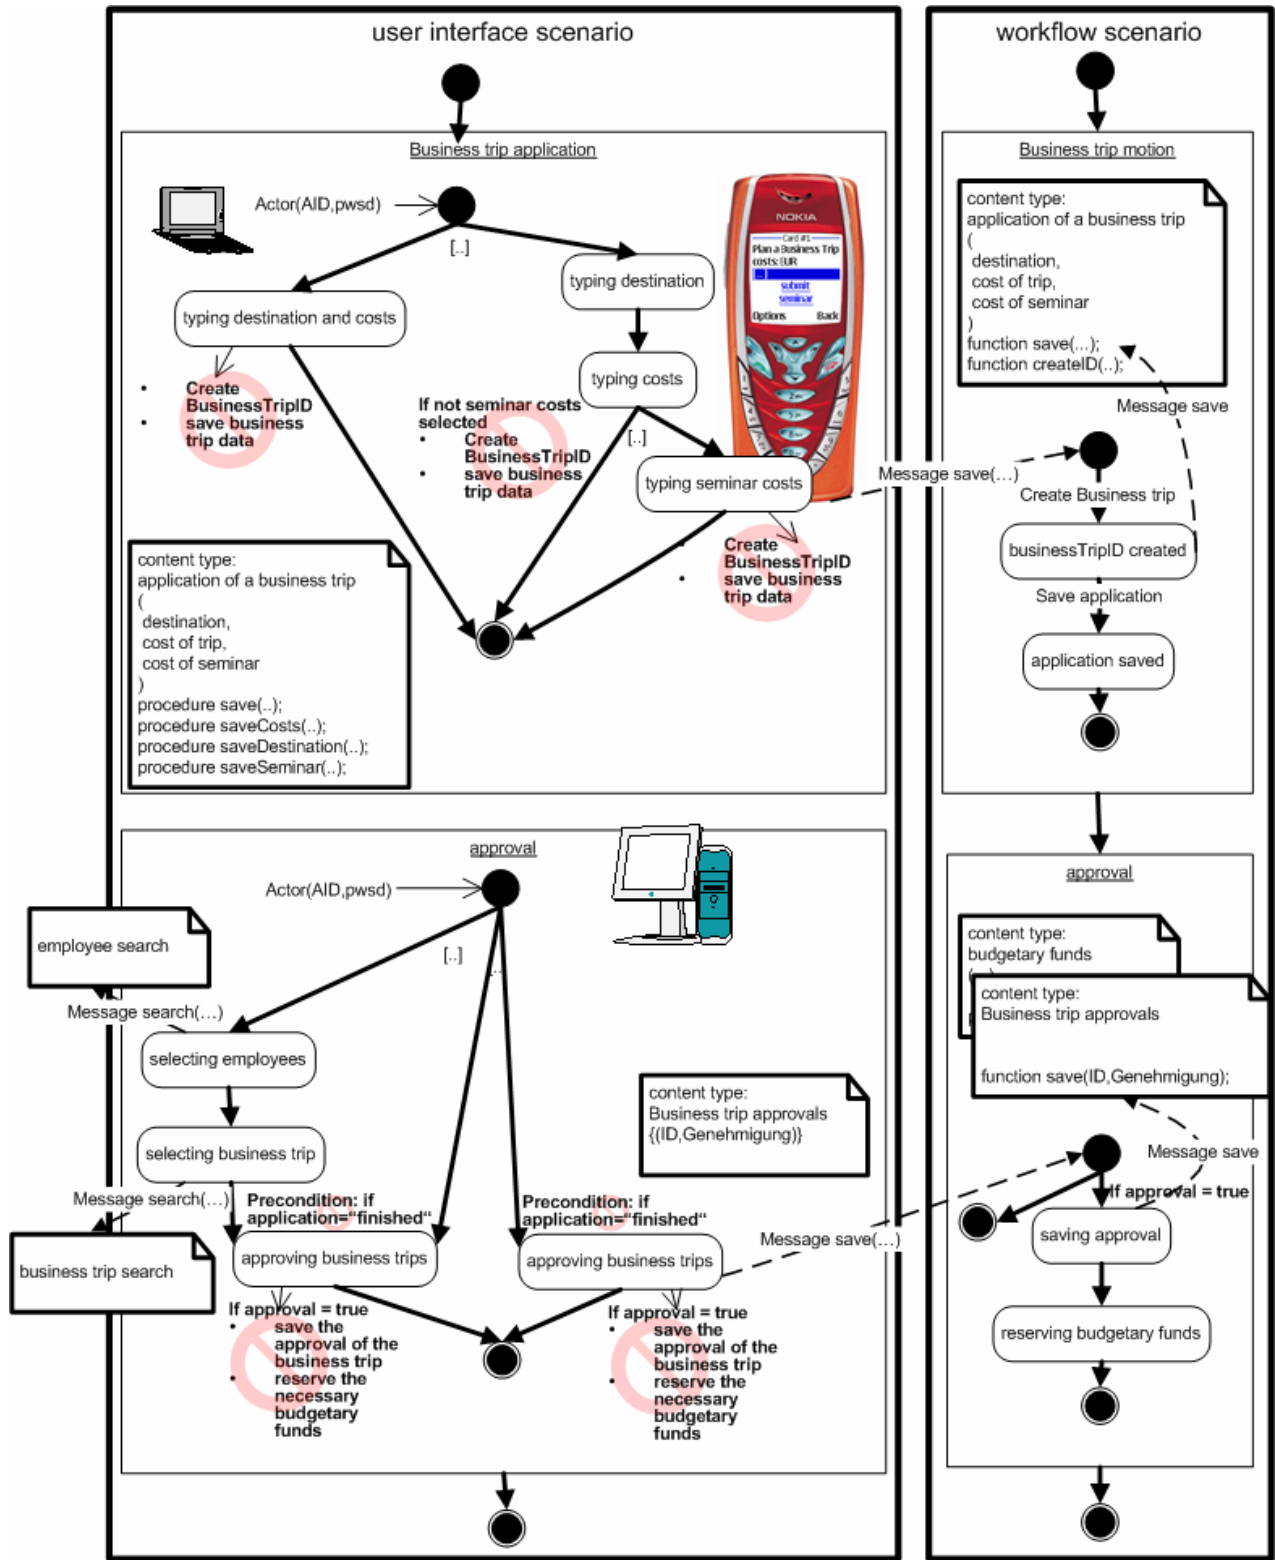 user interface scenario
Business trip application
Actor(AID,pwsd)
[..]
typing destination and costs
• Create
BusinessTripID
• save business
trip data
typing destination
typing costs
If not seminar costs
selected
• Create
BusinessTripID
• save business
trip data
[..]
typing seminar costs
• Create
BusinessTripID
• save business
trip data
NOKIA
Card #1
Plan a Business Trip
costs: EUR
[...]
submit
seminar
Options Back
content type:
application of a business trip
(
destination,
cost of trip,
cost of seminar
)
procedure save(..);
procedure saveCosts(..);
procedure saveDestination(..);
procedure saveSeminar(..);
Message save(...)
approval
Actor(AID,pwsd)
[..]
employee search
Message search(...)
selecting employees
selecting business trip
Message search(...)
business trip search
content type:
Business trip approvals
{(ID,Genehmigung)}
Precondition: if
application=“finished“
approving business trips
If approval = true
• save the
approval of the
business trip
• reserve the
necessary
budgetary
funds
Precondition: if
application=“finished“
approving business trips
If approval = true
• save the
approval of the
business trip
• reserve the
necessary
budgetary
funds
Message save(...)
workflow scenario
Business trip motion
content type:
application of a business trip
(
destination,
cost of trip,
cost of seminar
)
function save(...);
function createID(..);
Message save
Create Business trip
businessTripID created
Save application
application saved
approval
content type:
budgetary funds
content type:
Business trip approvals
function save(ID,Genehmigung);
Message save
If approval = true
saving approval
reserving budgetary funds